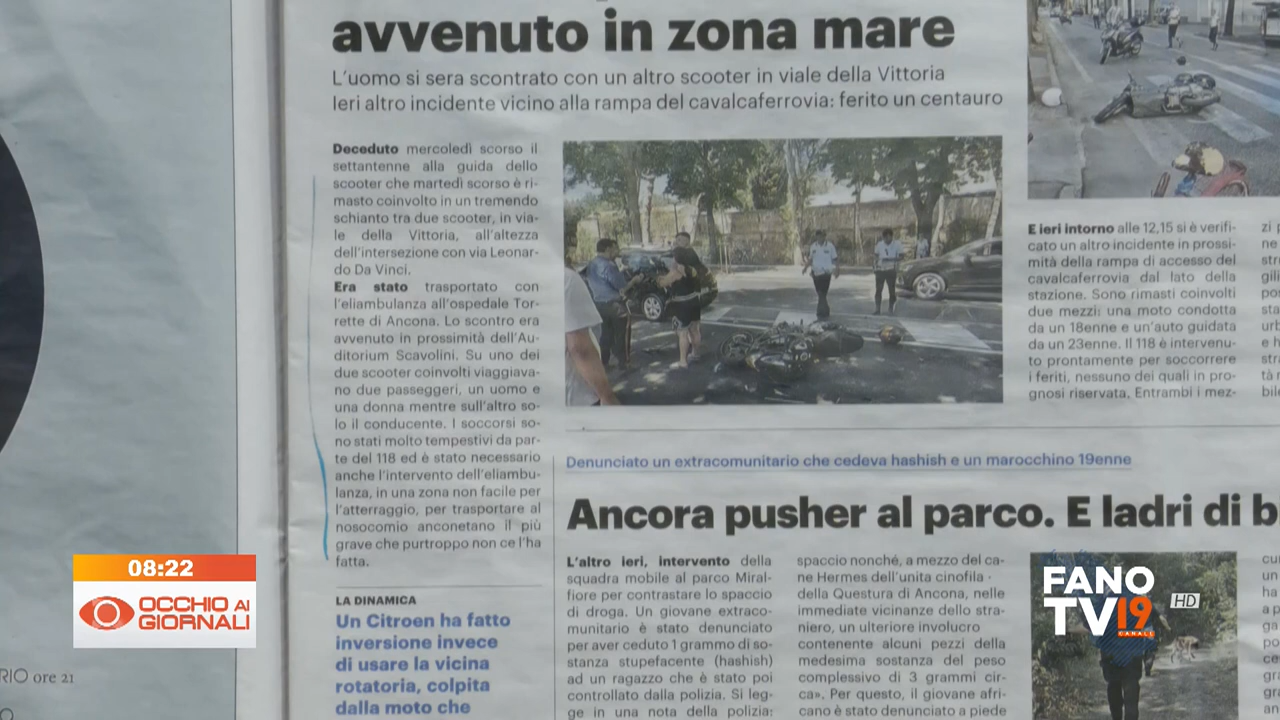 avvenuto in zona mare
L'uomo si sera scontrato con un altro scooter in viale della Vittoria
Ieri altro incidente vicino alla rampa del cavalcaferrovia: ferito un centauro
Deceduto mercoledì scorso il
settantenne alla guida dello
scooter che martedì scorso è ri-
masto coinvolto in un tremendo
schianto tra due scooter, in via-
le della Vittoria, all'altezza
dell'intersezione con via Leonar-
do Da Vinci.
Era stato trasportato con
l'eliambulanza all'ospedale Tor-
rette di Ancona. Lo scontro era
avvenuto in prossimità dell'Au-
ditorium Scavolini. Su uno dei
due scooter coinvolti viaggiava-
no due passeggeri, un uomo e
una donna mentre sull'altro so-
lo il conducente. I soccorsi so-
no stati molto tempestivi da par-
te del 118 ed è stato necessario
anche l'intervento dell'eliambu-
lanza, in una zona non facile per
l'atterraggio, per trasportare al
nosocomio anconetano il più
grave che purtroppo non ce l'ha
fatta.
LA DINAMICA
Un Citroen ha fatto
inversione invece
di usare la vicina
rotatoria, colpita
dalla moto che
E ieri intorno alle 12,15 si è verifi-
cato un altro incidente in prossi-
mità della rampa di accesso del
cavalcaferrovia dal lato della
stazione. Sono rimasti coinvolti
due mezzi: una moto condotta
da un 18enne e un'auto guidata
da un 23enne. Il 118 è intervenu-
to prontamente per soccorrere
i feriti, nessuno dei quali in pro-
gnosi riservata. Entrambi i mez-
Denunciato un extracomunitario che cedeva hashish e un marocchino 19enne
Ancora pusher al parco. E ladri di b
L'altro ieri, intervento della
squadra mobile al parco Miral-
fiore per contrastare lo spaccio
di droga. Un giovane extraco-
munitario è stato denunciato
per aver ceduto 1 grammo di so-
stanza stupefacente (hashish)
ad un ragazzo che è stato poi
controllato dalla polizia. Si leg-
ge in una nota della polizia:
spaccio nonché, a mezzo del ca-
ne Hermes dell'unita cinofila -
della Questura di Ancona, nelle
immediate vicinanze dello stra-
niero, un ulteriore involucro
contenente alcuni pezzi della
medesima sostanza del peso
complessivo di 3 grammi cir-
ca». Per questo, il giovane afri-
cano è stato denunciato a piede
08:22
OCCHIO AI
GIORNALI
RIO ore 21
FANO
TV 19
CANALE
HD